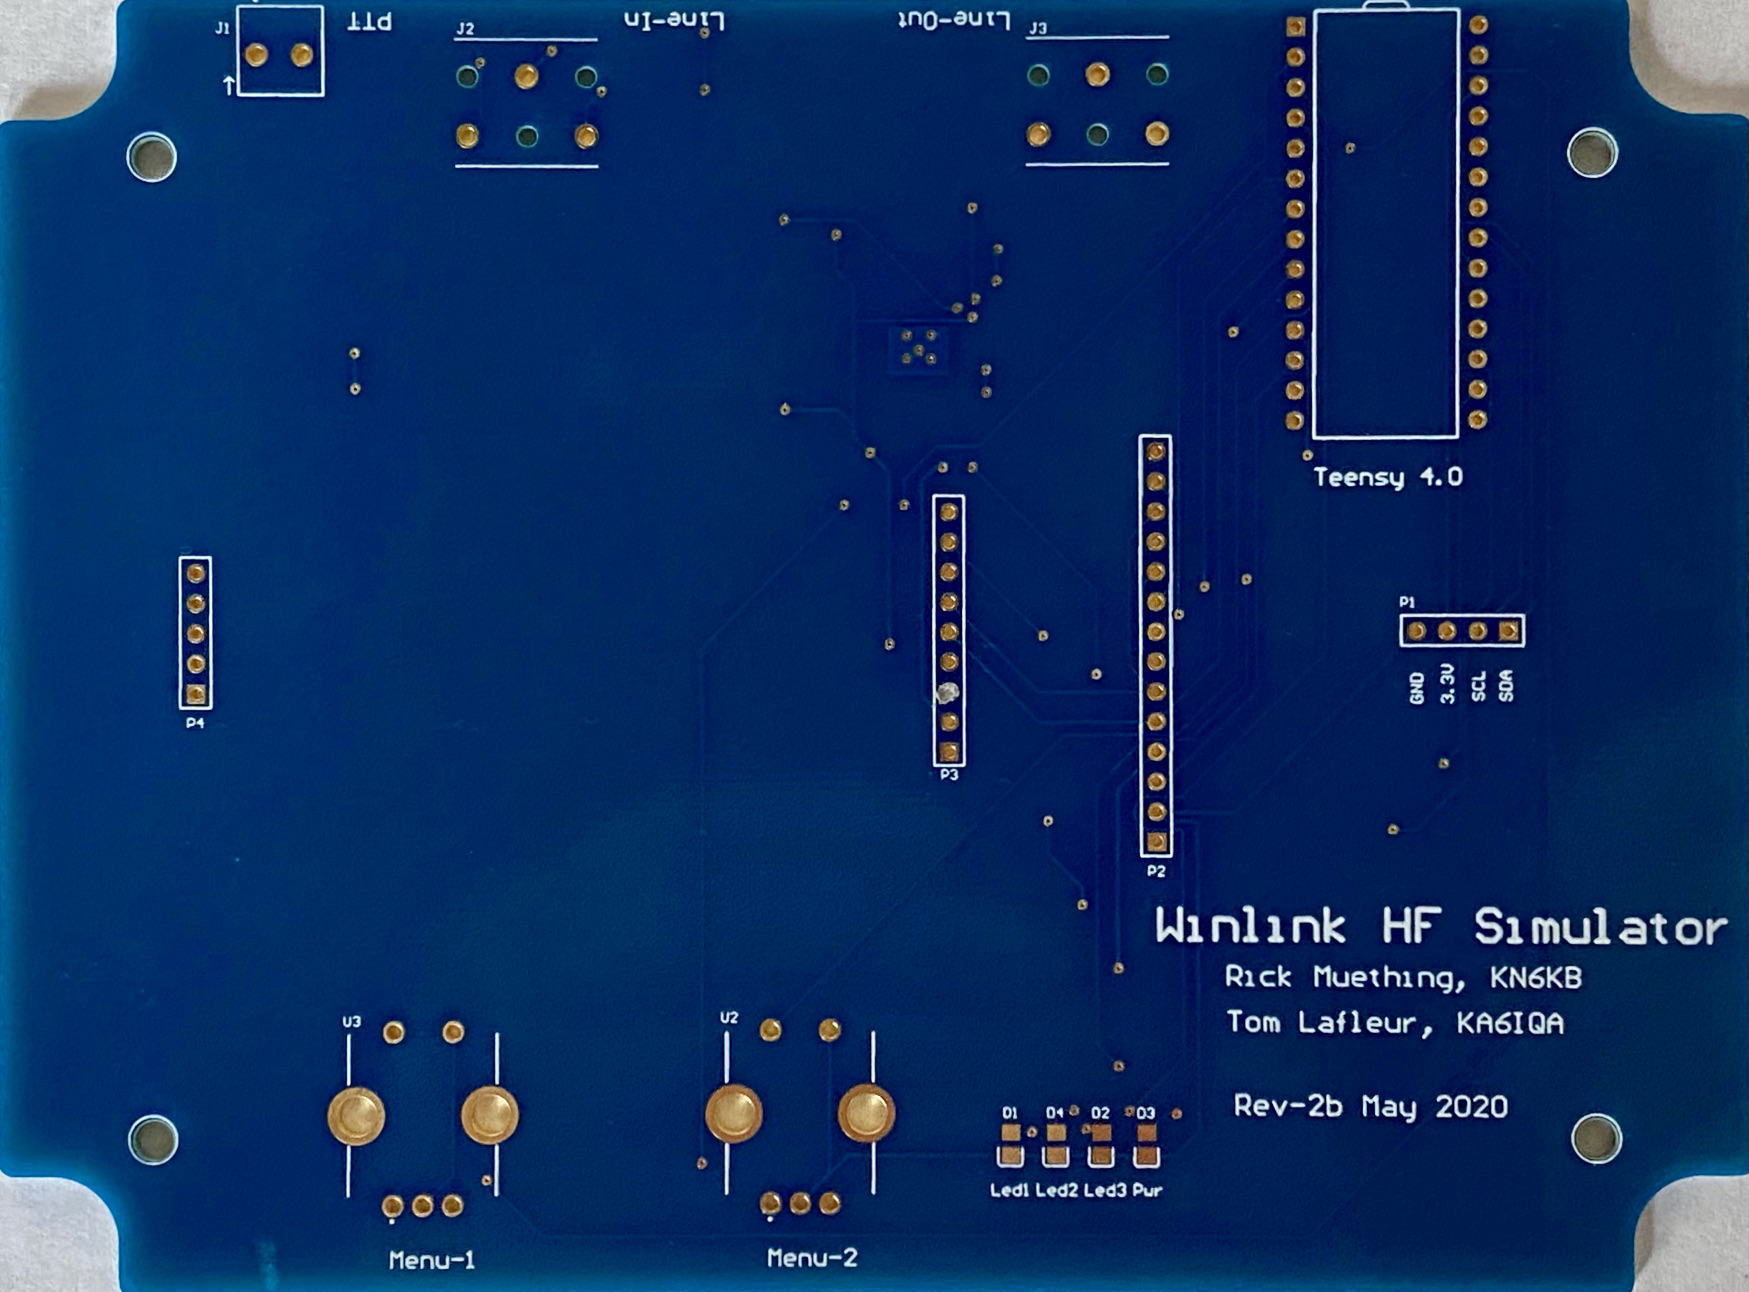 J1
PTT
J2
Line-In
Line-Out
J3
Teensy 4.0
P1
GND
3.3V
SCL
SDA
P4
P3
P2
Winlink HF Simulator
Rick Muething, KN6KB
Tom Lafleur, KA6IQA
Rev-2b May 2020
U3
U2
D1 D4 D2 D3
Led1 Led2 Led3 Pwr
Menu-1
Menu-2